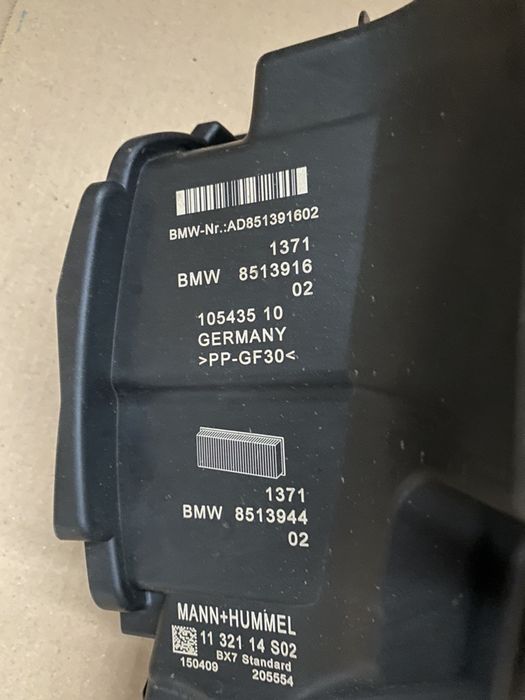 BMW-Nr.:AD851391602
1371
BMW 8513916
02
105435 10
GERMANY
>PP-GF30<
1371
BMW 8513944
02
MANN+HUMMEL
11 321 14 S02
BX7 Standard
150409 205554